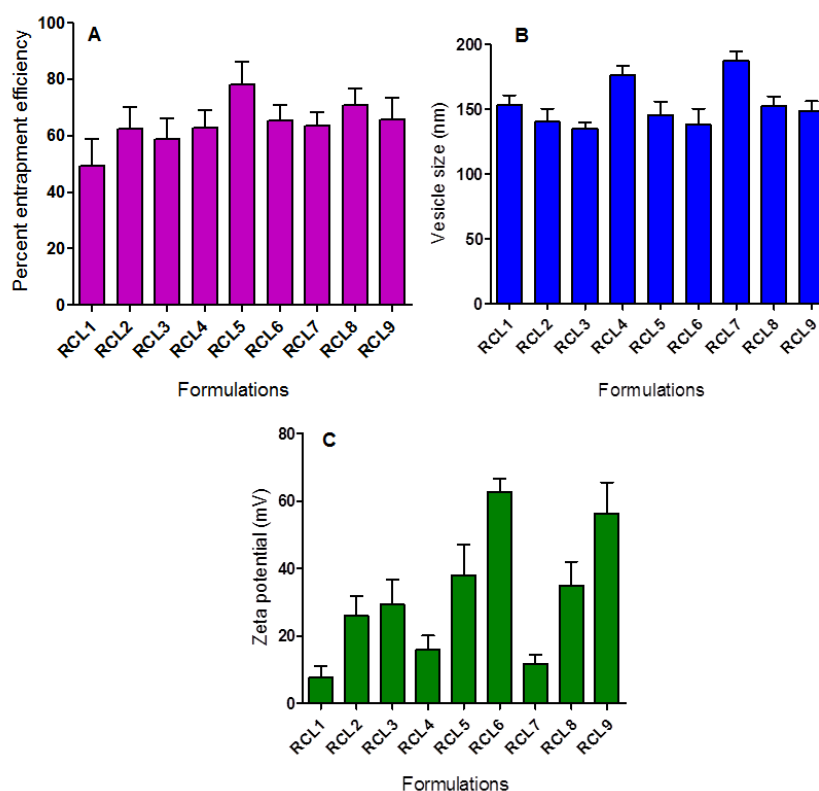 A
Percent entrapment efficiency
100
80
60
40
20
0
RCL1 RCL2 RCL3 RCL4 RCL5 RCL6 RCL7 RCL8 RCL9
Formulations
B
Vesicle size (nm)
200
150
100
50
0
RCL1 RCL2 RCL3 RCL4 RCL5 RCL6 RCL7 RCL8 RCL9
Formulations
C
Zeta potential (mV)
80
60
40
20
0
RCL1 RCL2 RCL3 RCL4 RCL5 RCL6 RCL7 RCL8 RCL9
Formulations